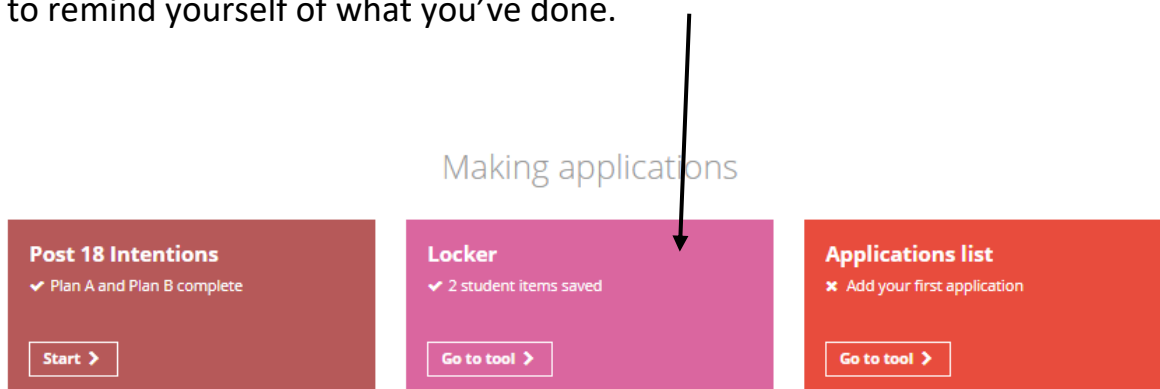 to remind yourself of what you've done.
Making applications
Post 18 Intentions
✔ Plan A and Plan B complete
Start ❯
Locker
✔ 2 student items saved
Go to tool ❯
Applications list
✖ Add your first application
Go to tool ❯